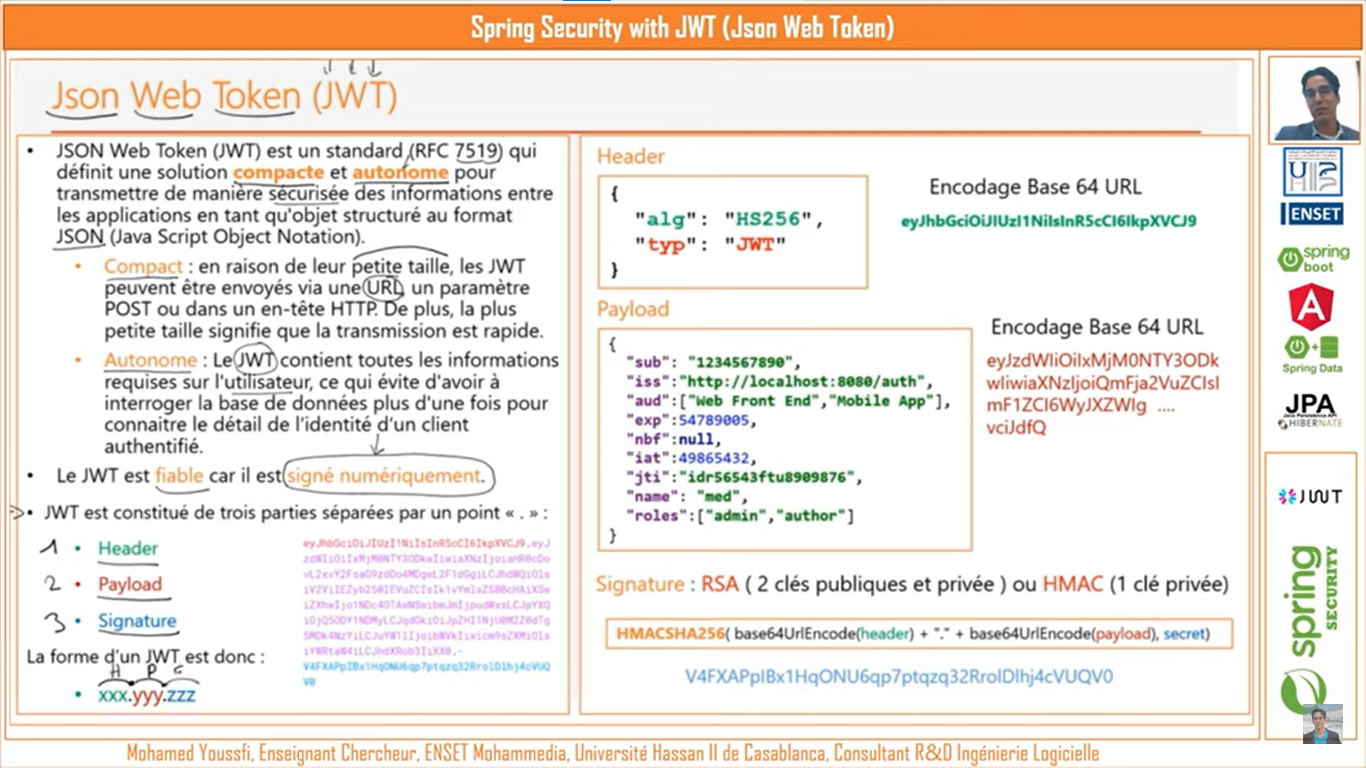 Spring Security with JWT (Json Web Token)
Json Web Token (JWT)
• JSON Web Token (JWT) est un standard (RFC 7519) qui
définit une solution compacte et autonome pour
transmettre de manière sécurisée des informations entre
les applications en tant qu'objet structuré au format
JSON (Java Script Object Notation).
• Compact : en raison de leur petite taille, les JWT
peuvent être envoyés via une URL, un paramètre
POST ou dans un en-tête HTTP. De plus, la plus
petite taille signifie que la transmission est rapide.
• Autonome : Le JWT contient toutes les informations
requises sur l'utilisateur, ce qui évite d'avoir à
interroger la base de données plus d'une fois pour
connaitre le détail de l'identité d'un client
authentifié.
• Le JWT est fiable car il est signé numériquement.
• JWT est constitué de trois parties séparées par un point « . » :
1 • Header
2 • Payload
3 • Signature
La forme d'un JWT est donc :
H P S
• xxx.yyy.zzz
V4FXAPpIBx1HqONU6qp7ptqzq32RrolDlhj4cVUQ
V0
Header
{
"alg": "HS256",
"typ": "JWT"
}
Encodage Base 64 URL
eyJhbGciOiJIUzI1NiIsInR5cCI6IkpXVCJ9
Payload
{
"sub": "1234567890",
"iss":"http://localhost:8080/auth",
"aud":["Web Front End","Mobile App"],
"exp":54789005,
"nbf":null,
"iat":49865432,
"jti":"idr56543ftu8909876",
"name": "med",
"roles":["admin","author"]
}
Encodage Base 64 URL
eyJzdWIiOiIxMjM0NTY3ODk
wIiwiaXNzIjoiQmFja2VuZCIsI
mF1ZCI6WyJXZWIg ....
vciJdfQ
Signature : RSA ( 2 clés publiques et privée ) ou HMAC (1 clé privée)
HMACSHA256( base64UrlEncode(header) + "." + base64UrlEncode(payload), secret)
V4FXAPpIBx1HqONU6qp7ptqzq32RrolDlhj4cVUQV0
ENSET
spring
boot
Spring Data
JPA
Java Persistence API
HIBERNATE
JWT
spring
SECURITY
Mohamed Youssfi, Enseignant Chercheur, ENSET Mohammedia, Université Hassan II de Casablanca, Consultant R&D Ingénierie Logicielle